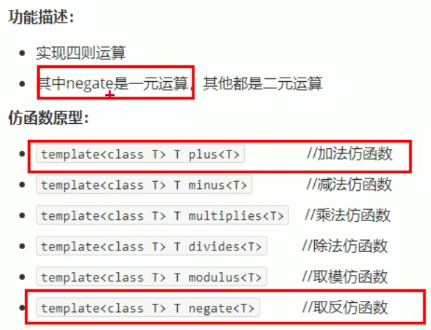 功能描述：
实现四则运算
其中negate是一元运算，其他都是二元运算
仿函数原型：
template<class T> T plus<T> //加法仿函数
template<class T> T minus<T> //减法仿函数
template<class T> T multiplies<T> //乘法仿函数
template<class T> T divides<T> //除法仿函数
template<class T> T modulus<T> //取模仿函数
template<class T> T negate<T> //取反仿函数